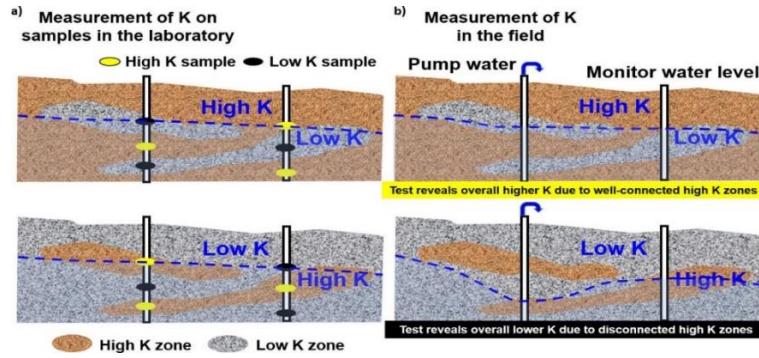 a)
Measurement of K on
samples in the laboratory
High K sample
Low K sample
High K
Low K
Low K
High K
High K zone
Low K zone
b)
Measurement of K
in the field
Pump water
Monitor water level
High K
Low K
Test reveals overall higher K due to well-connected high K zones
Low K
High K
Test reveals overall lower K due to disconnected high K zones